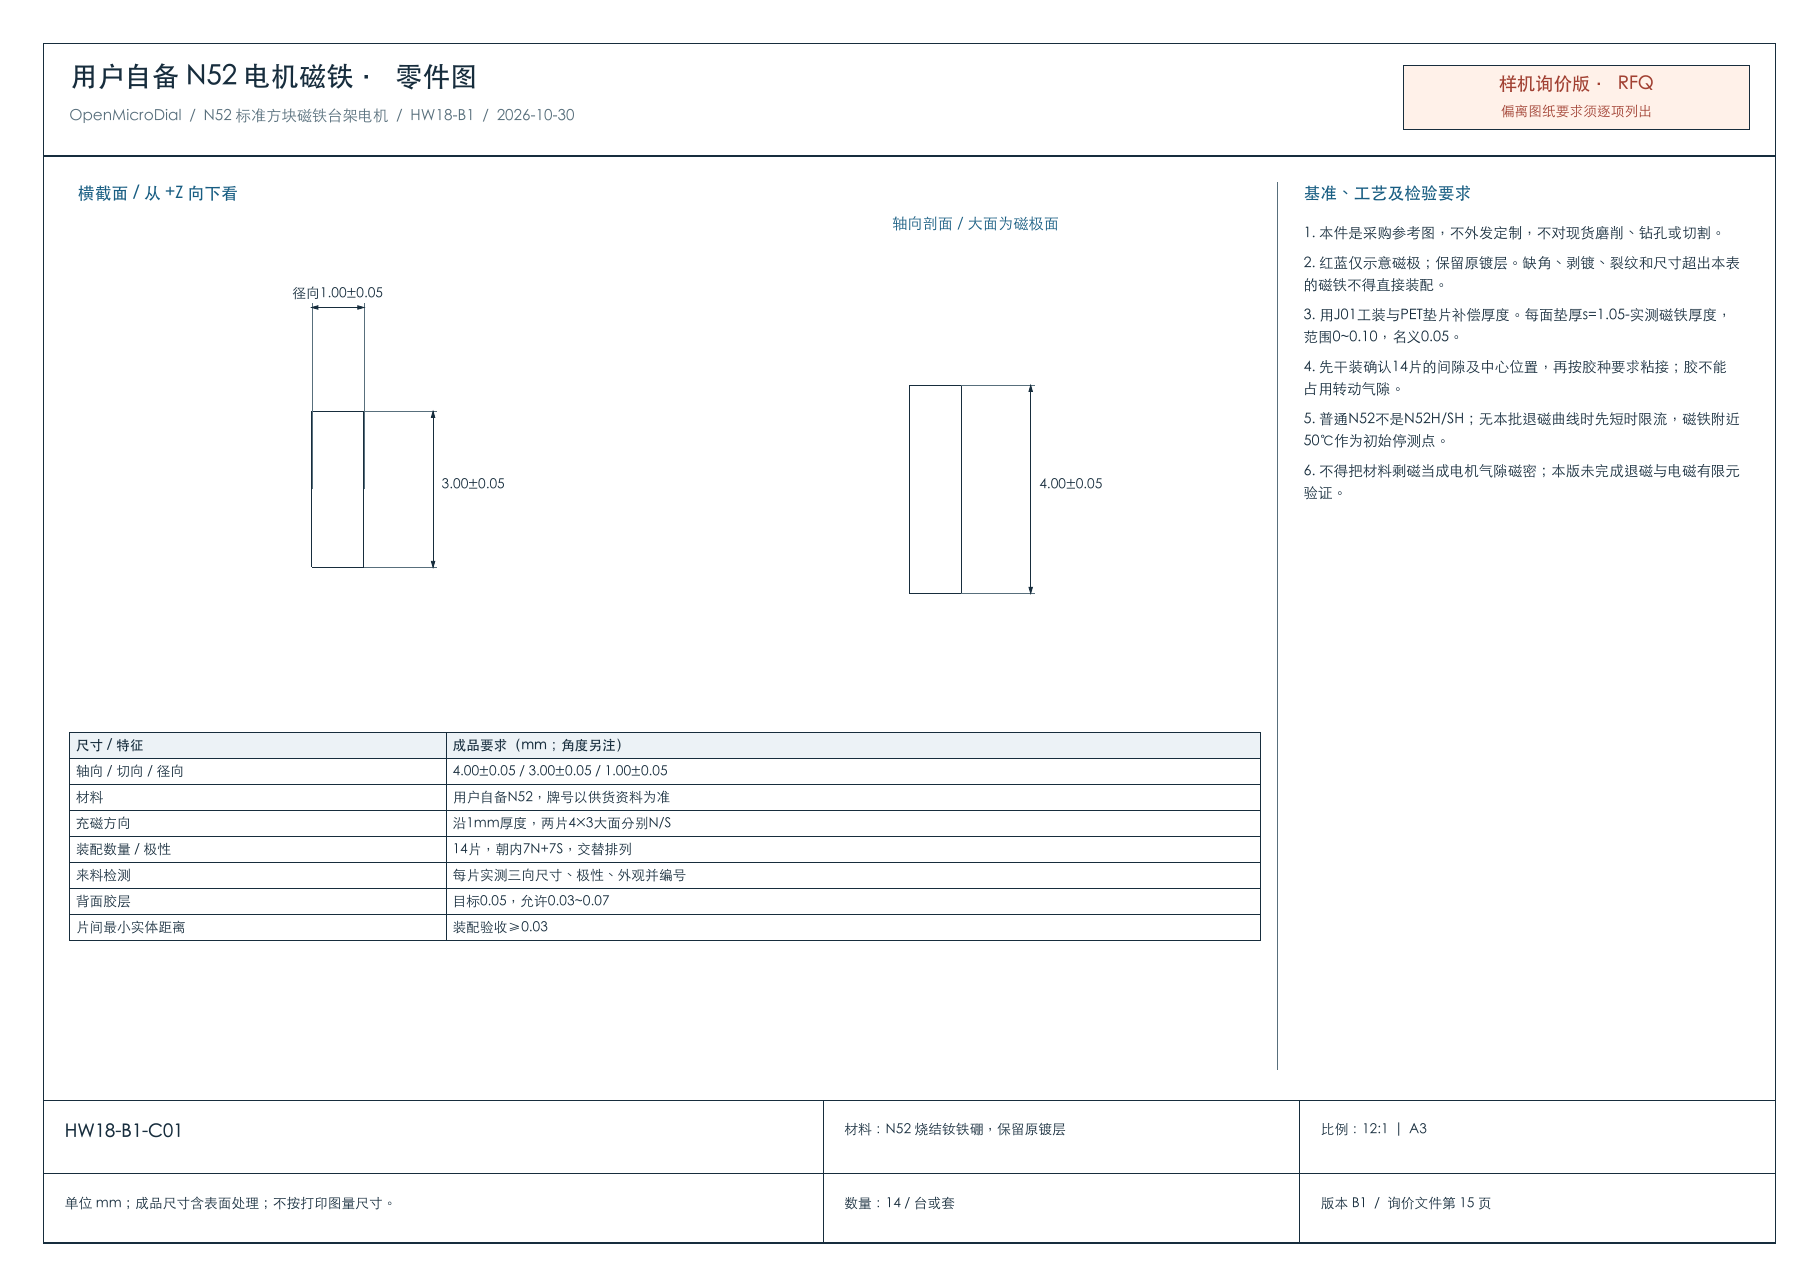 用户自备 N52 电机磁铁 · 零件图
OpenMicroDial / N52 标准方块磁铁台架电机 / HW18-B1 / 2026-10-30
样机询价版 · RFQ
偏离图纸要求须逐项列出
横截面 / 从 +Z 向下看
轴向剖面 / 大面为磁极面
径向1.00±0.05
3.00±0.05
4.00±0.05
基准、工艺及检验要求
1. 本件是采购参考图，不外发定制，不对现货磨削、钻孔或切割。
2. 红蓝仅示意磁极；保留原镀层。缺角、剥镀、裂纹和尺寸超出本表
的磁铁不得直接装配。
3. 用J01工装与PET垫片补偿厚度。每面垫厚s=1.05-实测磁铁厚度，
范围0~0.10，名义0.05。
4. 先干装确认14片的间隙及中心位置，再按胶种要求粘接；胶不能
占用转动气隙。
5. 普通N52不是N52H/SH；无本批退磁曲线时先短时限流，磁铁附近
50℃作为初始停测点。
6. 不得把材料剩磁当成电机气隙磁密；本版未完成退磁与电磁有限元
验证。
尺寸 / 特征 成品要求（mm；角度另注）
轴向 / 切向 / 径向 4.00±0.05 / 3.00±0.05 / 1.00±0.05
材料 用户自备N52，牌号以供货资料为准
充磁方向 沿1mm厚度，两片4×3大面分别N/S
装配数量 / 极性 14片，朝内7N+7S，交替排列
来料检测 每片实测三向尺寸、极性、外观并编号
背面胶层 目标0.05，允许0.03~0.07
片间最小实体距离 装配验收≥0.03
HW18-B1-C01
材料：N52 烧结钕铁硼，保留原镀层
比例：12:1 | A3
单位 mm；成品尺寸含表面处理；不按打印图量尺寸。
数量：14 / 台或套
版本 B1 / 询价文件第 15 页